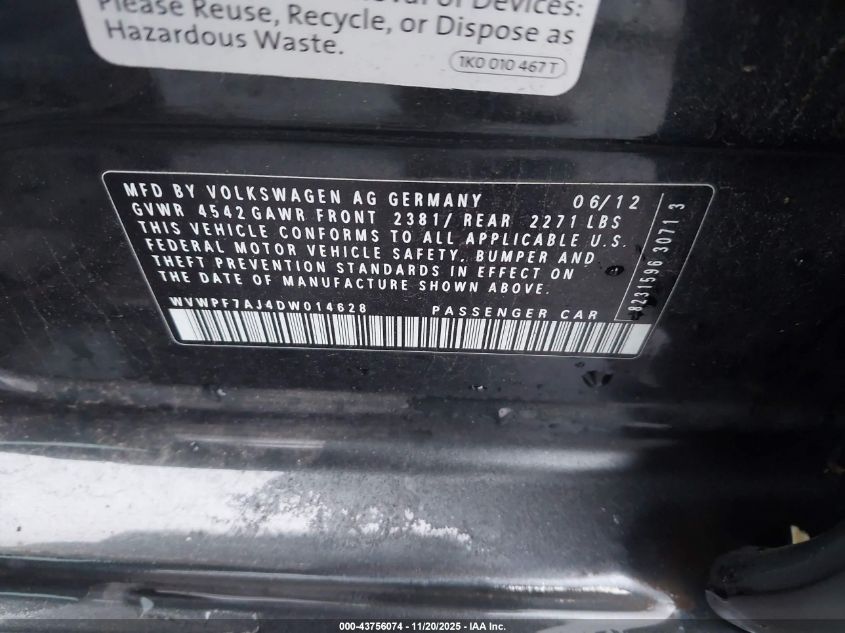 Removal of Devices:
Please Reuse, Recycle, or Dispose as
Hazardous Waste.
1K0 010 467 T
MFD BY VOLKSWAGEN AG GERMANY 06/12
GVWR 4542 GAWR FRONT 2381/ REAR 2271 LBS
THIS VEHICLE CONFORMS TO ALL APPLICABLE U.S.
FEDERAL MOTOR VEHICLE SAFETY, BUMPER AND
THEFT PREVENTION STANDARDS IN EFFECT ON
THE DATE OF MANUFACTURE SHOWN ABOVE.
WVWPF7AJ4DW014628 PASSENGER CAR
8231596 3071 3
000-43756074 — 11/20/2025 - IAA Inc.